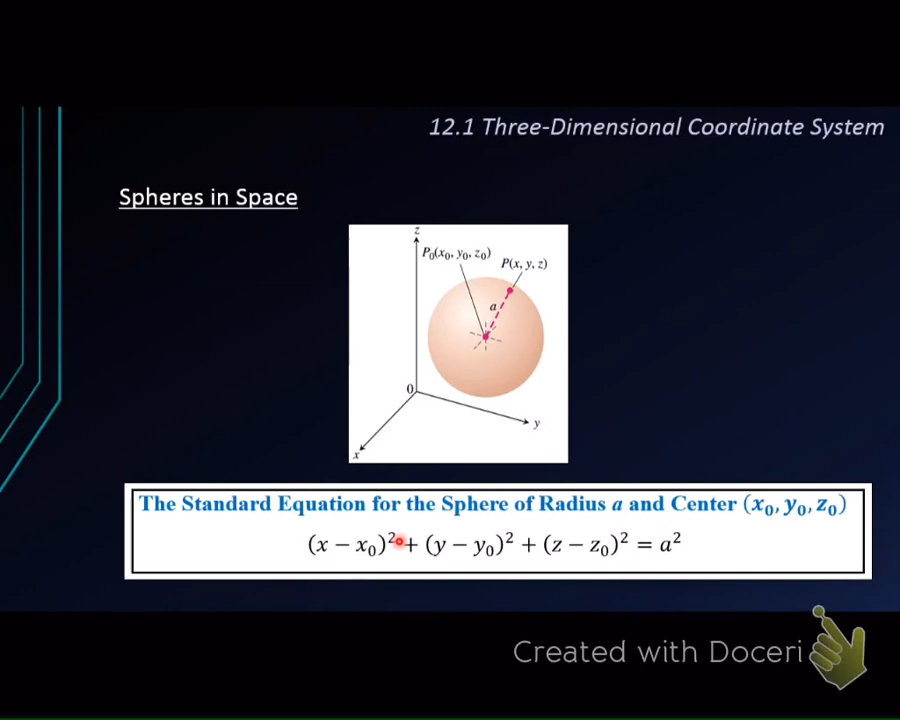 12.1 Three-Dimensional Coordinate System
Spheres in Space
z
P₀(x₀, y₀, z₀)
P(x, y, z)
a
0
y
x
The Standard Equation for the Sphere of Radius a and Center (x₀, y₀, z₀)
(x − x₀)² + (y − y₀)² + (z − z₀)² = a²
Created with Doceri